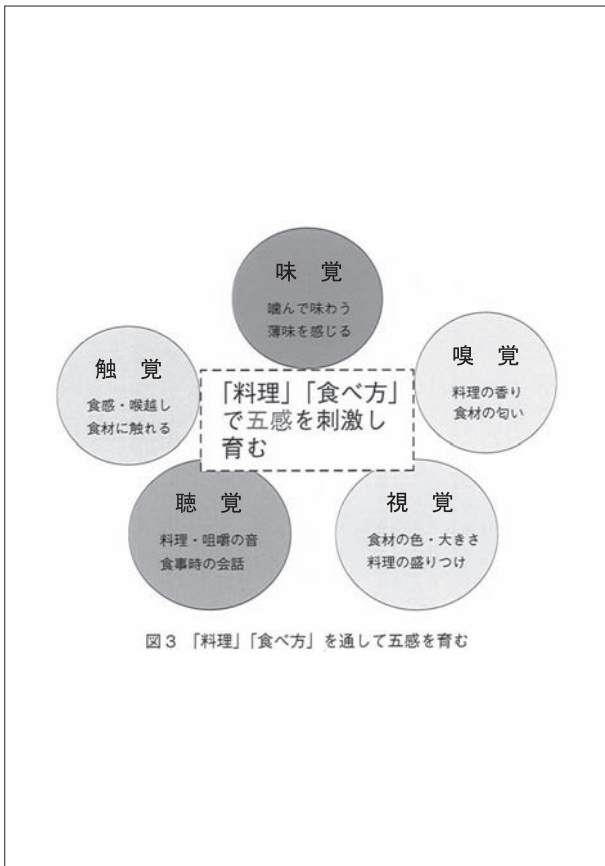 味 覚
噛んで味わう
薄味を感じる
触 覚
食感・喉越し
食材に触れる
嗅 覚
料理の香り
食材の匂い
「料理」「食べ方」
で五感を刺激し
育む
聴 覚
料理・咀嚼の音
食事時の会話
視 覚
食材の色・大きさ
料理の盛りつけ
図3 「料理」「食べ方」を通して五感を育む